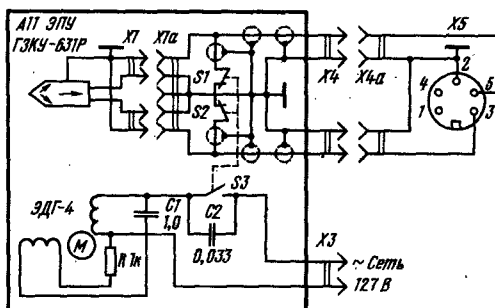 А11 ЭПУ
ГЗКУ-631Р
Х1
Х1а
S1
S2
Х4
Х4а
Х5
2
4
5
1
3
S3
ЭДГ-4
С1
1,0
С2
0,033
М
R 1к
Х3
~ Сеть
127 В